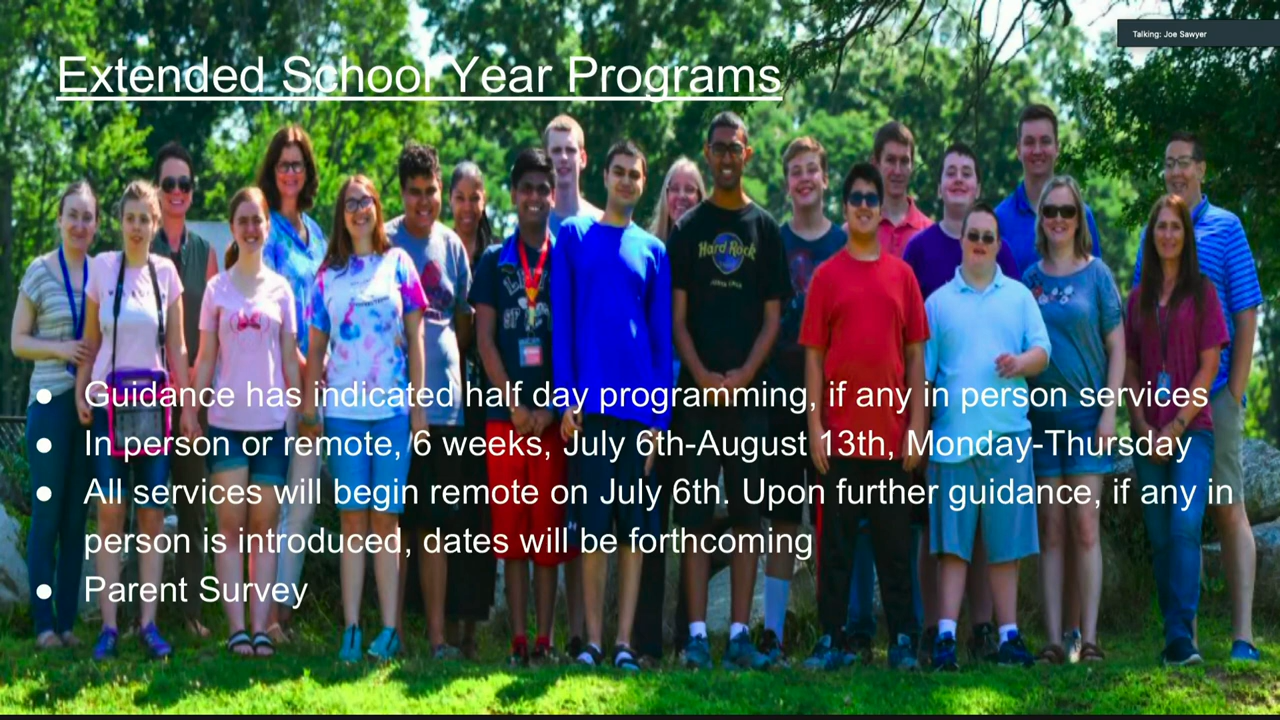 Talking: Joe Sawyer
Extended School Year Programs
Hard Rock
● Guidance has indicated half day programming, if any in person services
● In person or remote, 6 weeks, July 6th-August 13th, Monday-Thursday
● All services will begin remote on July 6th. Upon further guidance, if any in
person is introduced, dates will be forthcoming
● Parent Survey